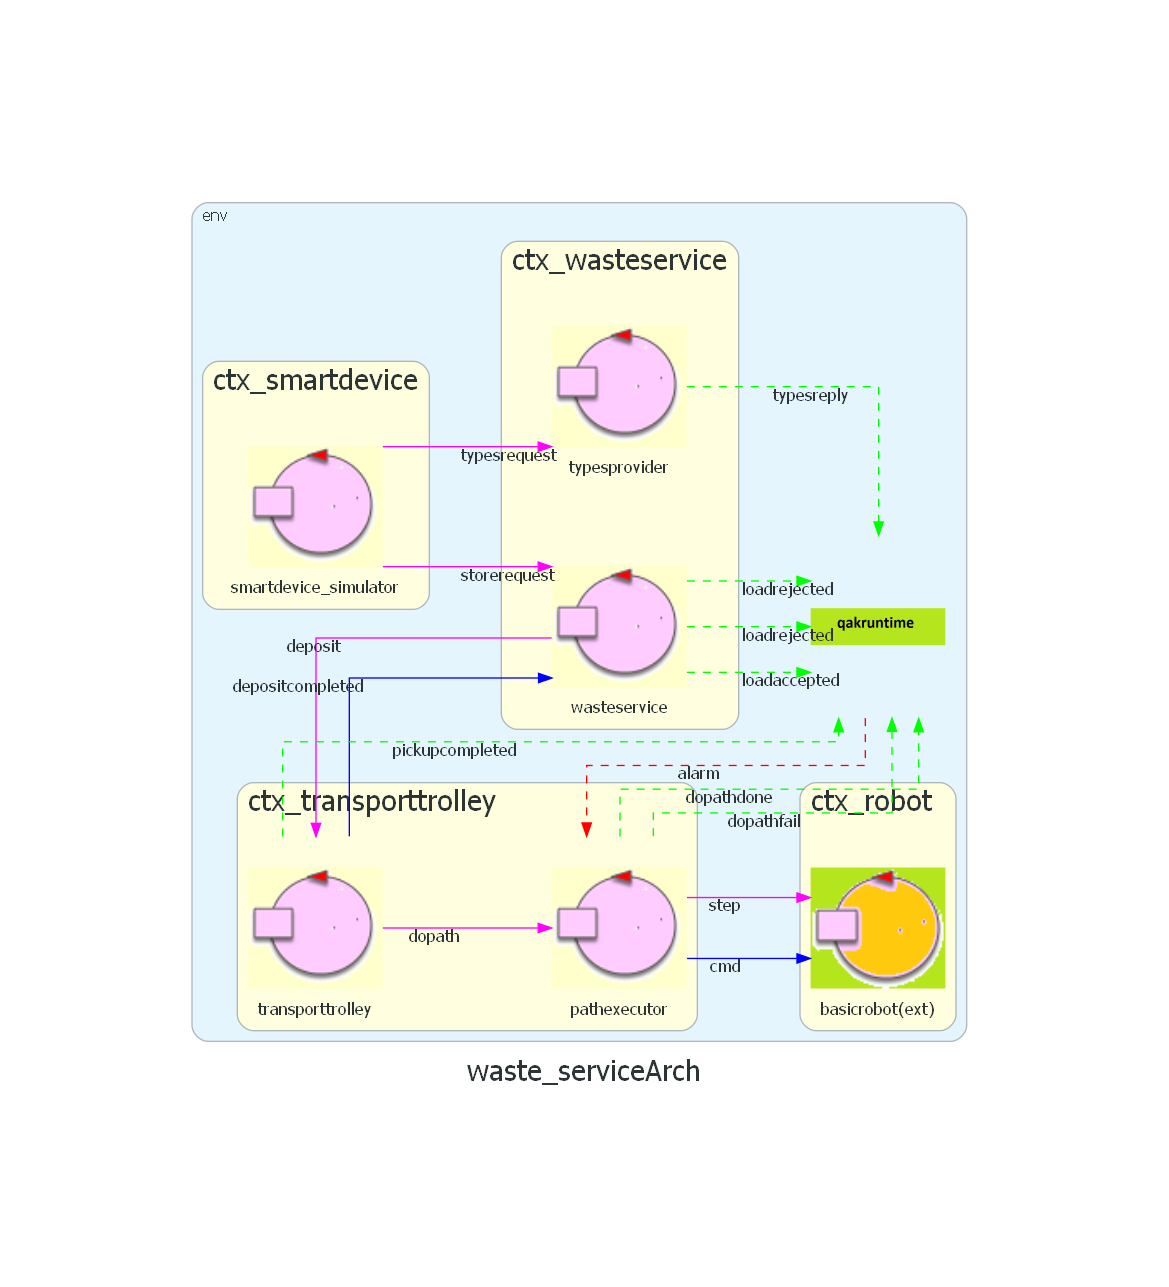 env
ctx_wasteservice
ctx_smartdevice
typesreply
typesrequest
typesprovider
storerequest
smartdevice_simulator
loadrejected
qakruntime
loadrejected
deposit
loadaccepted
depositcompleted
wasteservice
pickupcompleted
alarm
ctx_transporttrolley
dopathdone
ctx_robot
dopathfail
step
dopath
cmd
transporttrolley
pathexecutor
basicrobot(ext)
waste_serviceArch